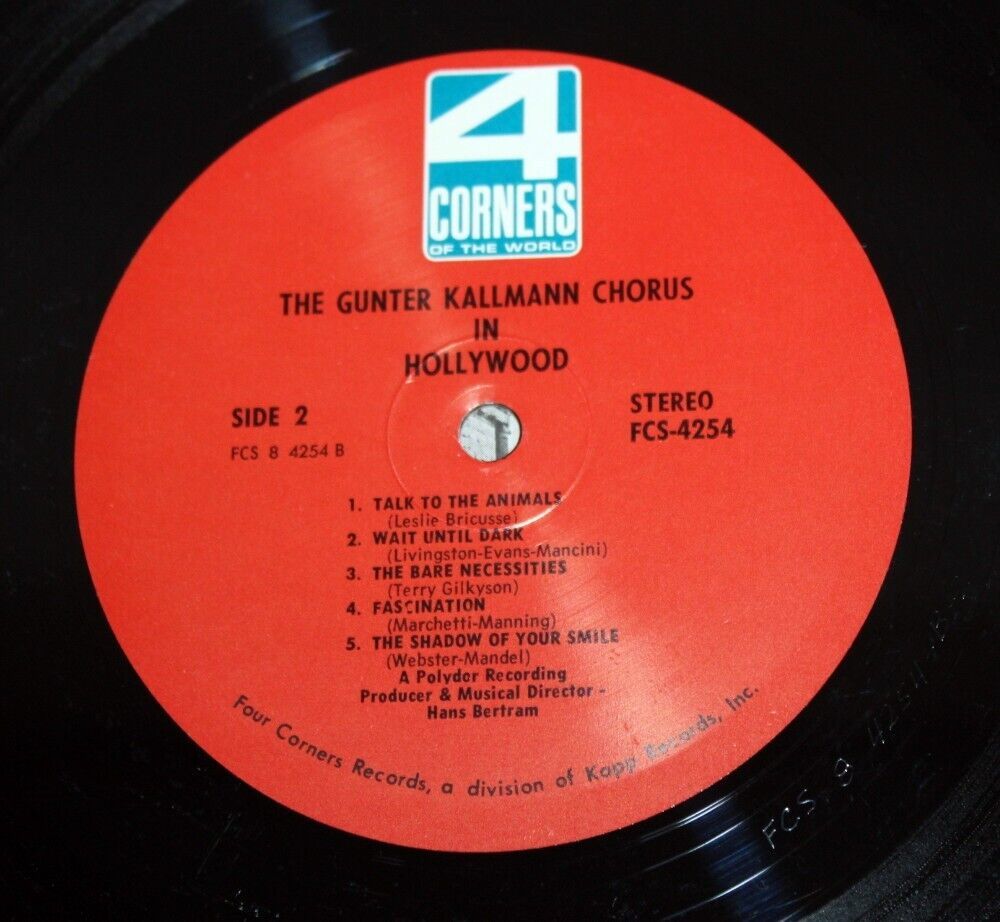 4
CORNERS
OF THE WORLD
THE GUNTER KALLMANN CHORUS
IN
HOLLYWOOD
SIDE 2
FCS 8 4254 B
STEREO
FCS-4254
1. TALK TO THE ANIMALS
(Leslie Bricusse)
2. WAIT UNTIL DARK
(Livingston-Evans-Mancini)
3. THE BARE NECESSITIES
(Terry Gilkyson)
4. FASCINATION
(Marchetti-Manning)
5. THE SHADOW OF YOUR SMILE
(Webster-Mandel)
A Polydor Recording
Producer & Musical Director -
Hans Bertram
Four Corners Records, a division of Kapp Records, Inc.
FCS